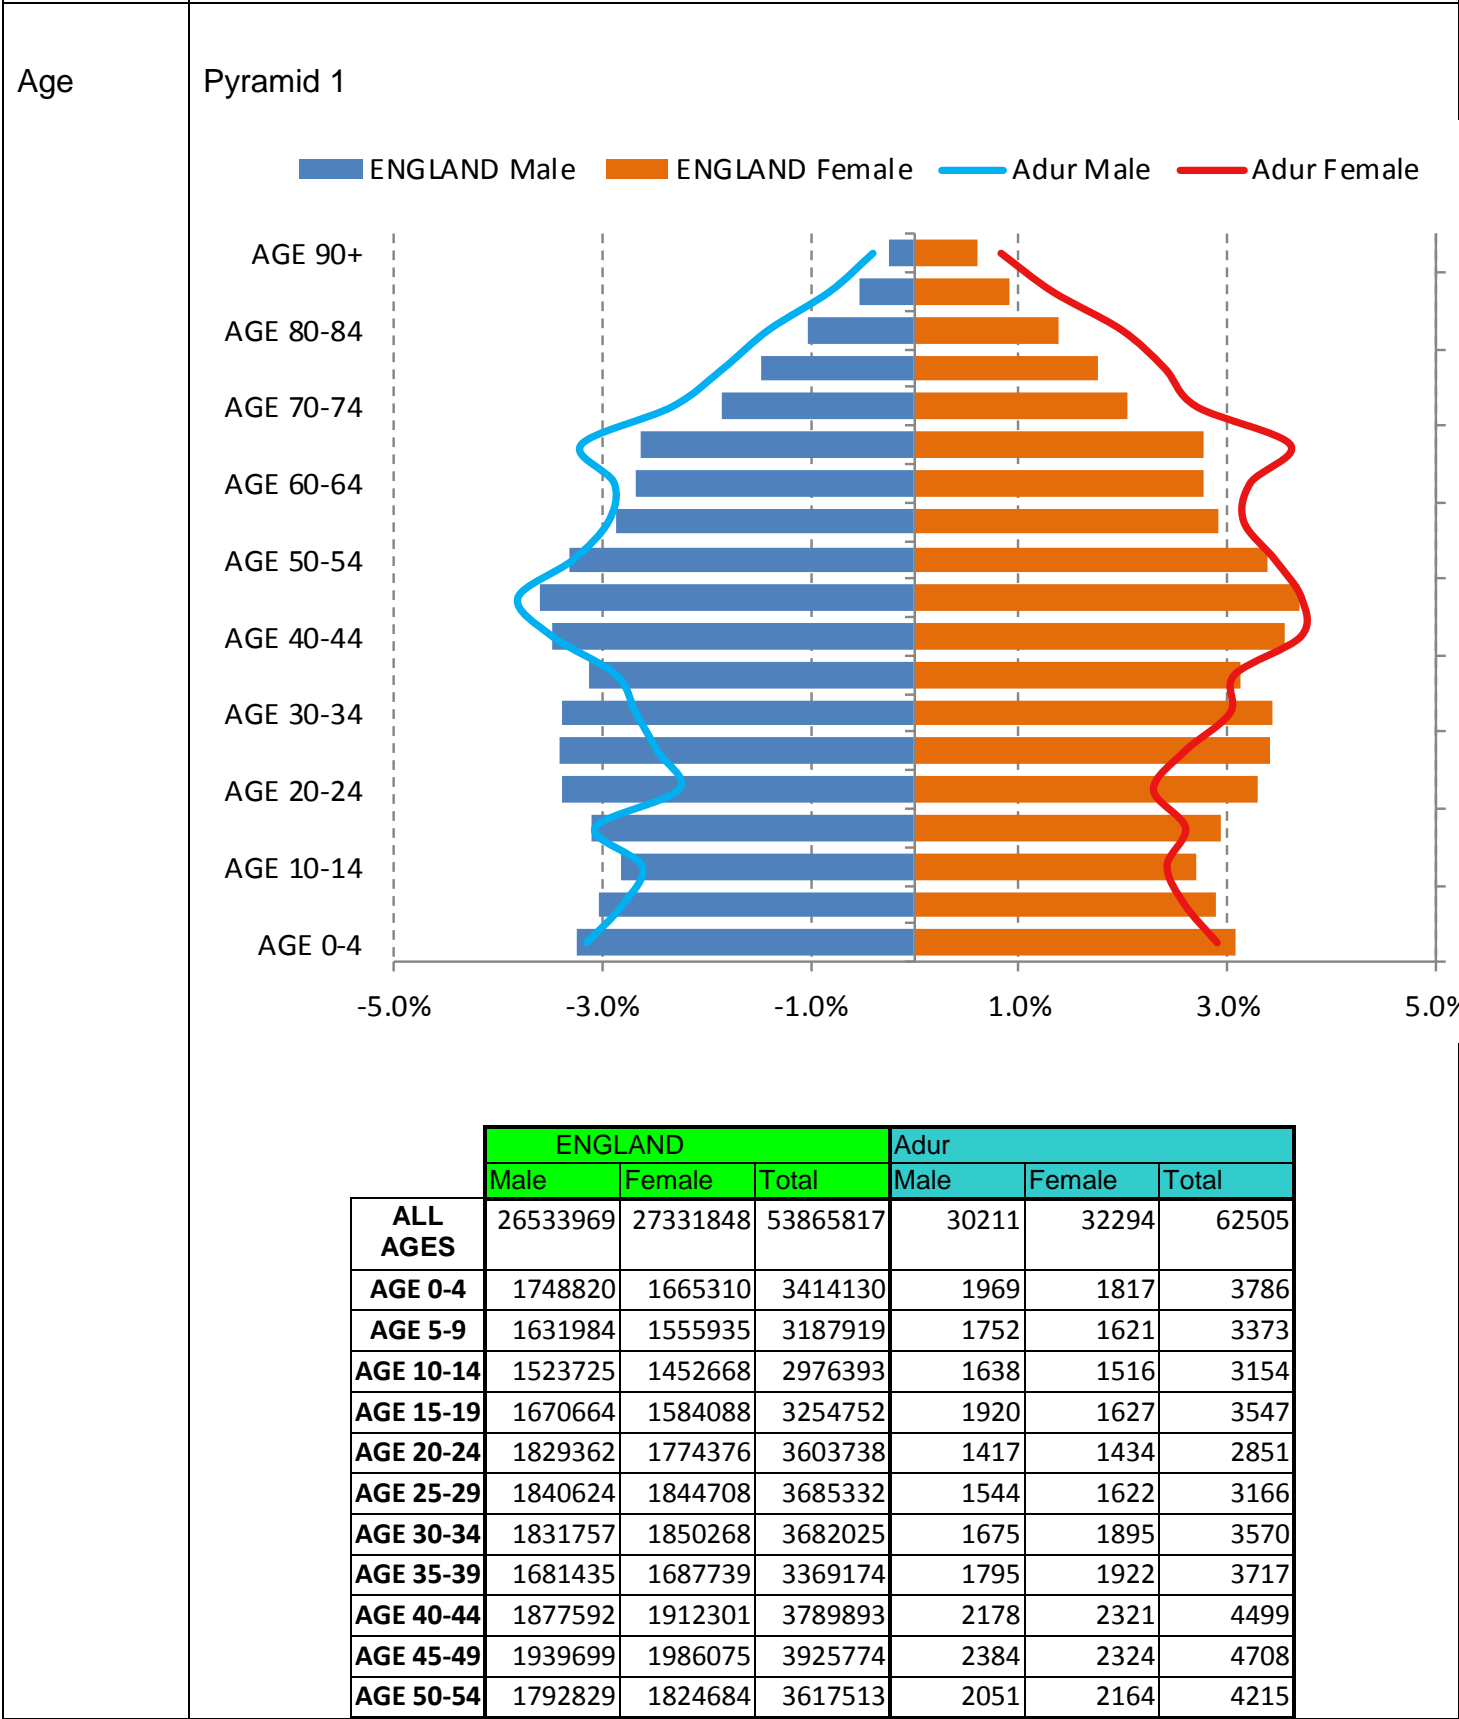 Age
Pyramid 1
ENGLAND Male ENGLAND Female Adur Male Adur Female
AGE 90+
AGE 80-84
AGE 70-74
AGE 60-64
AGE 50-54
AGE 40-44
AGE 30-34
AGE 20-24
AGE 10-14
AGE 0-4
-5.0% -3.0% -1.0% 1.0% 3.0% 5.0%
ENGLAND Adur
Male Female Total Male Female Total
ALL
AGES 26533969 27331848 53865817 30211 32294 62505
AGE 0-4 1748820 1665310 3414130 1969 1817 3786
AGE 5-9 1631984 1555935 3187919 1752 1621 3373
AGE 10-14 1523725 1452668 2976393 1638 1516 3154
AGE 15-19 1670664 1584088 3254752 1920 1627 3547
AGE 20-24 1829362 1774376 3603738 1417 1434 2851
AGE 25-29 1840624 1844708 3685332 1544 1622 3166
AGE 30-34 1831757 1850268 3682025 1675 1895 3570
AGE 35-39 1681435 1687739 3369174 1795 1922 3717
AGE 40-44 1877592 1912301 3789893 2178 2321 4499
AGE 45-49 1939699 1986075 3925774 2384 2324 4708
AGE 50-54 1792829 1824684 3617513 2051 2164 4215